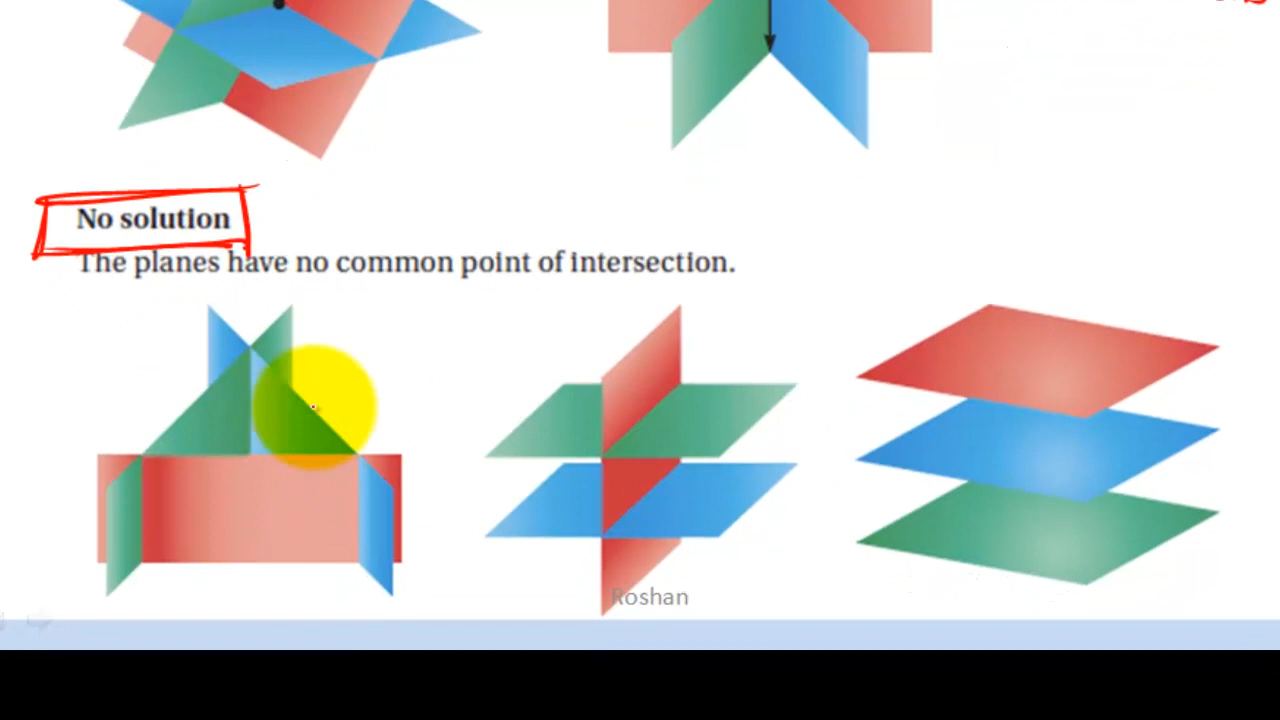 No solution
The planes have no common point of intersection.
Roshan